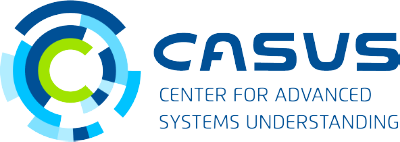 CASUS
CENTER FOR ADVANCED
SYSTEMS UNDERSTANDING